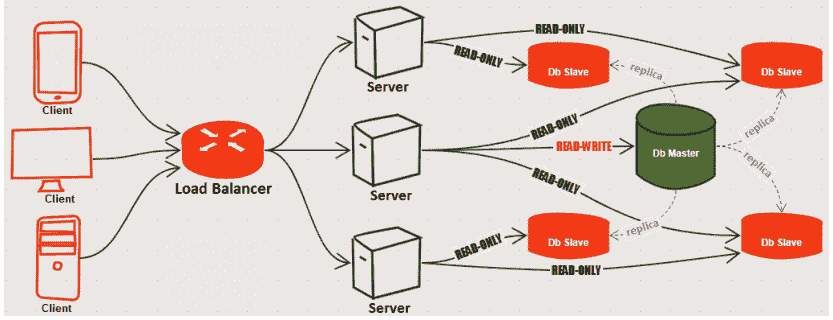 Client
Client
Client
Load Balancer
Server
Server
Server
READ-ONLY
READ-ONLY
READ-ONLY
READ-WRITE
READ-ONLY
READ-ONLY
READ-ONLY
Db Slave
Db Slave
replica
replica
Db Master
replica
replica
Db Slave
Db Slave